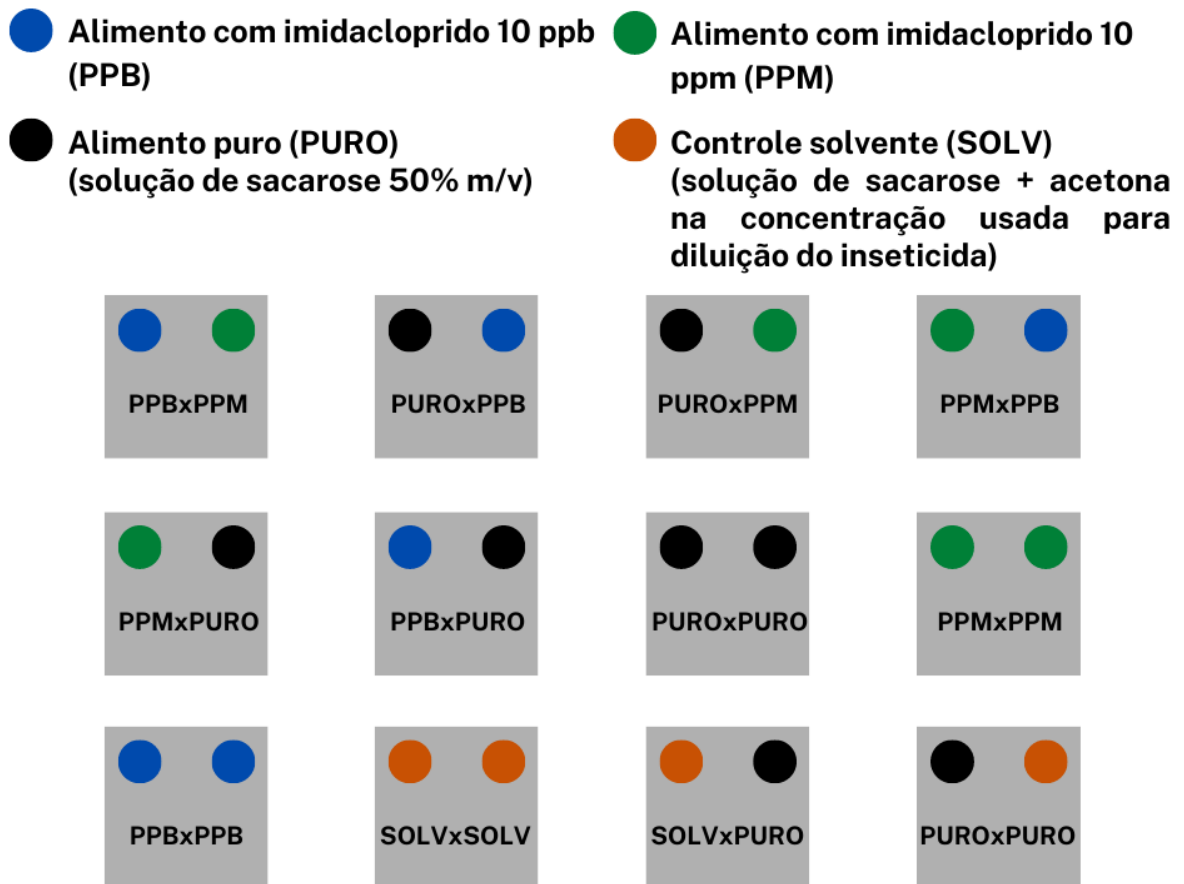 Alimento com imidacloprido 10 ppb
(PPB)
Alimento com imidacloprido 10
ppm (PPM)
Alimento puro (PURO)
(solução de sacarose 50% m/v)
Controle solvente (SOLV)
(solução de sacarose + acetona
na concentração usada para
diluição do inseticida)
PPBxPPM
PUROxPPB
PUROxPPM
PPMxPPB
PPMxPURO
PPBxPURO
PUROxPURO
PPMxPPM
PPBxPPB
SOLVxSOLV
SOLVxPURO
PUROxPURO